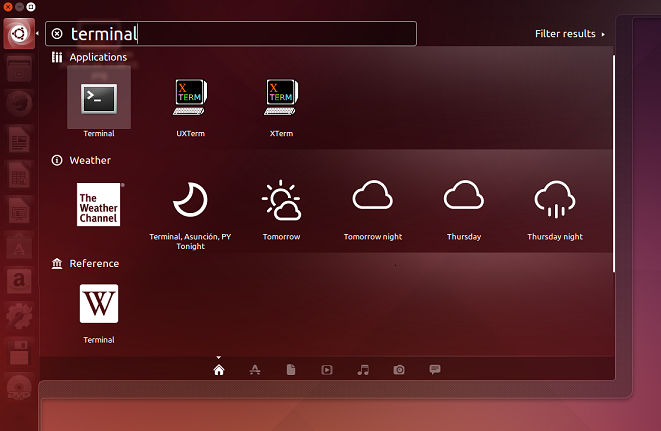 terminal
Filter results
Applications
Terminal
UXTerm
XTerm
X
TERM
X
TERM
Weather
The
Weather
Channel
Terminal, Asunción, PY
Tonight
Tomorrow
Tomorrow night
Thursday
Thursday night
Reference
W
Terminal